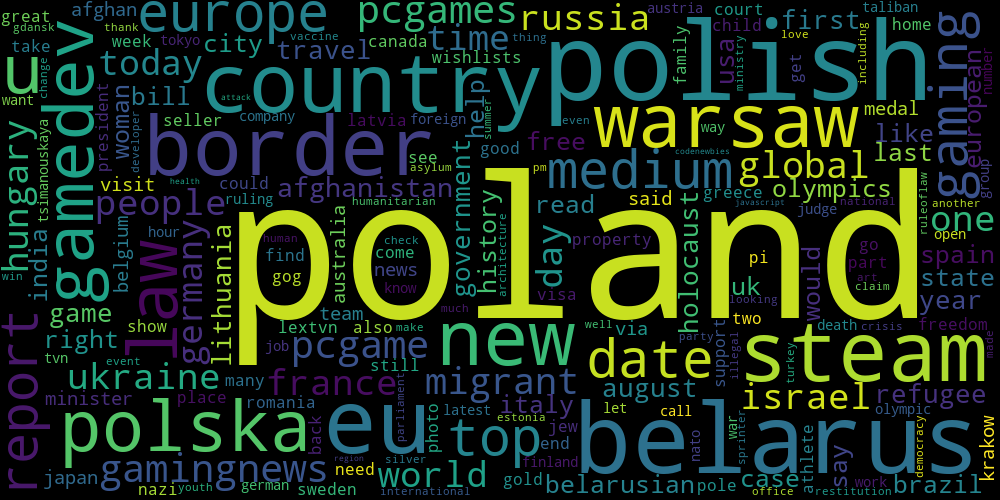 great
afghan
europe
pcgames
russia
austria
court
taliban
gdansk
thank
take
week
tokyo
vaccine
canada
time
thing
child
first
home
city
travel
wishlists
love
get
including
u
change
want
today
country
polish
family
usa
ministry
gaming
european
number
gamedev
president
woman
developer
bill
attack
company
seller
latvia
foreign
help
summer
even
warsaw
medal
like
way
hungary
tsimanouskaya
border
see
asylum
good
free
codenewbies
last
group
visit
could
ruling
health
afghanistan
humanitarian
government
pm
medium
global
olympics
greece
javascript
judge
national
ruleoflaw
another
one
open
people
poland
read
said
india
belgium
law
germany
lithuania
hour
find
human
gog
australia
check
come
news
know
history
architecture
day
property
visa
holocaust
uk
pi
looking
would
go
part
art
claim
spain
state
year
win
game
right
show
tvn
event
team
lextvn
also
make
much
new
well
via
two
death
crisis
freedom
made
report
job
pcgame
still
date
support
party
illegal
turkey
steam
ukraine
many
france
minister
place
romania
back
parliament
migrant
august
israel
refugee
polska
eu
photo
latest
italy
estonia
jew
let
call
war
sprinter
olympic
athlete
democracy
krakow
top
end
finland
belarus
nato
say
japan
gamingnews
region
need
silver
world
gold
belarusian
pole
case
work
brazil
nazi
youth
german
sweden
international
office
restitution